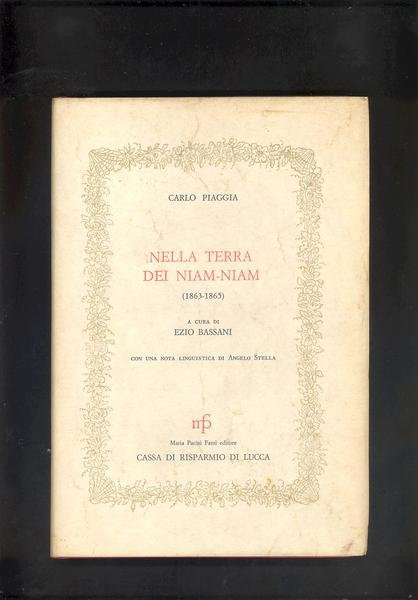 CARLO PIAGGIA
NELLA TERRA
DEI NIAM-NIAM
(1863-1865)
A CURA DI
EZIO BASSANI
CON UNA NOTA LINGUISTICA DI ANGELO STELLA
mfp
Maria Pacini Fazzi editore
CASSA DI RISPARMIO DI LUCCA